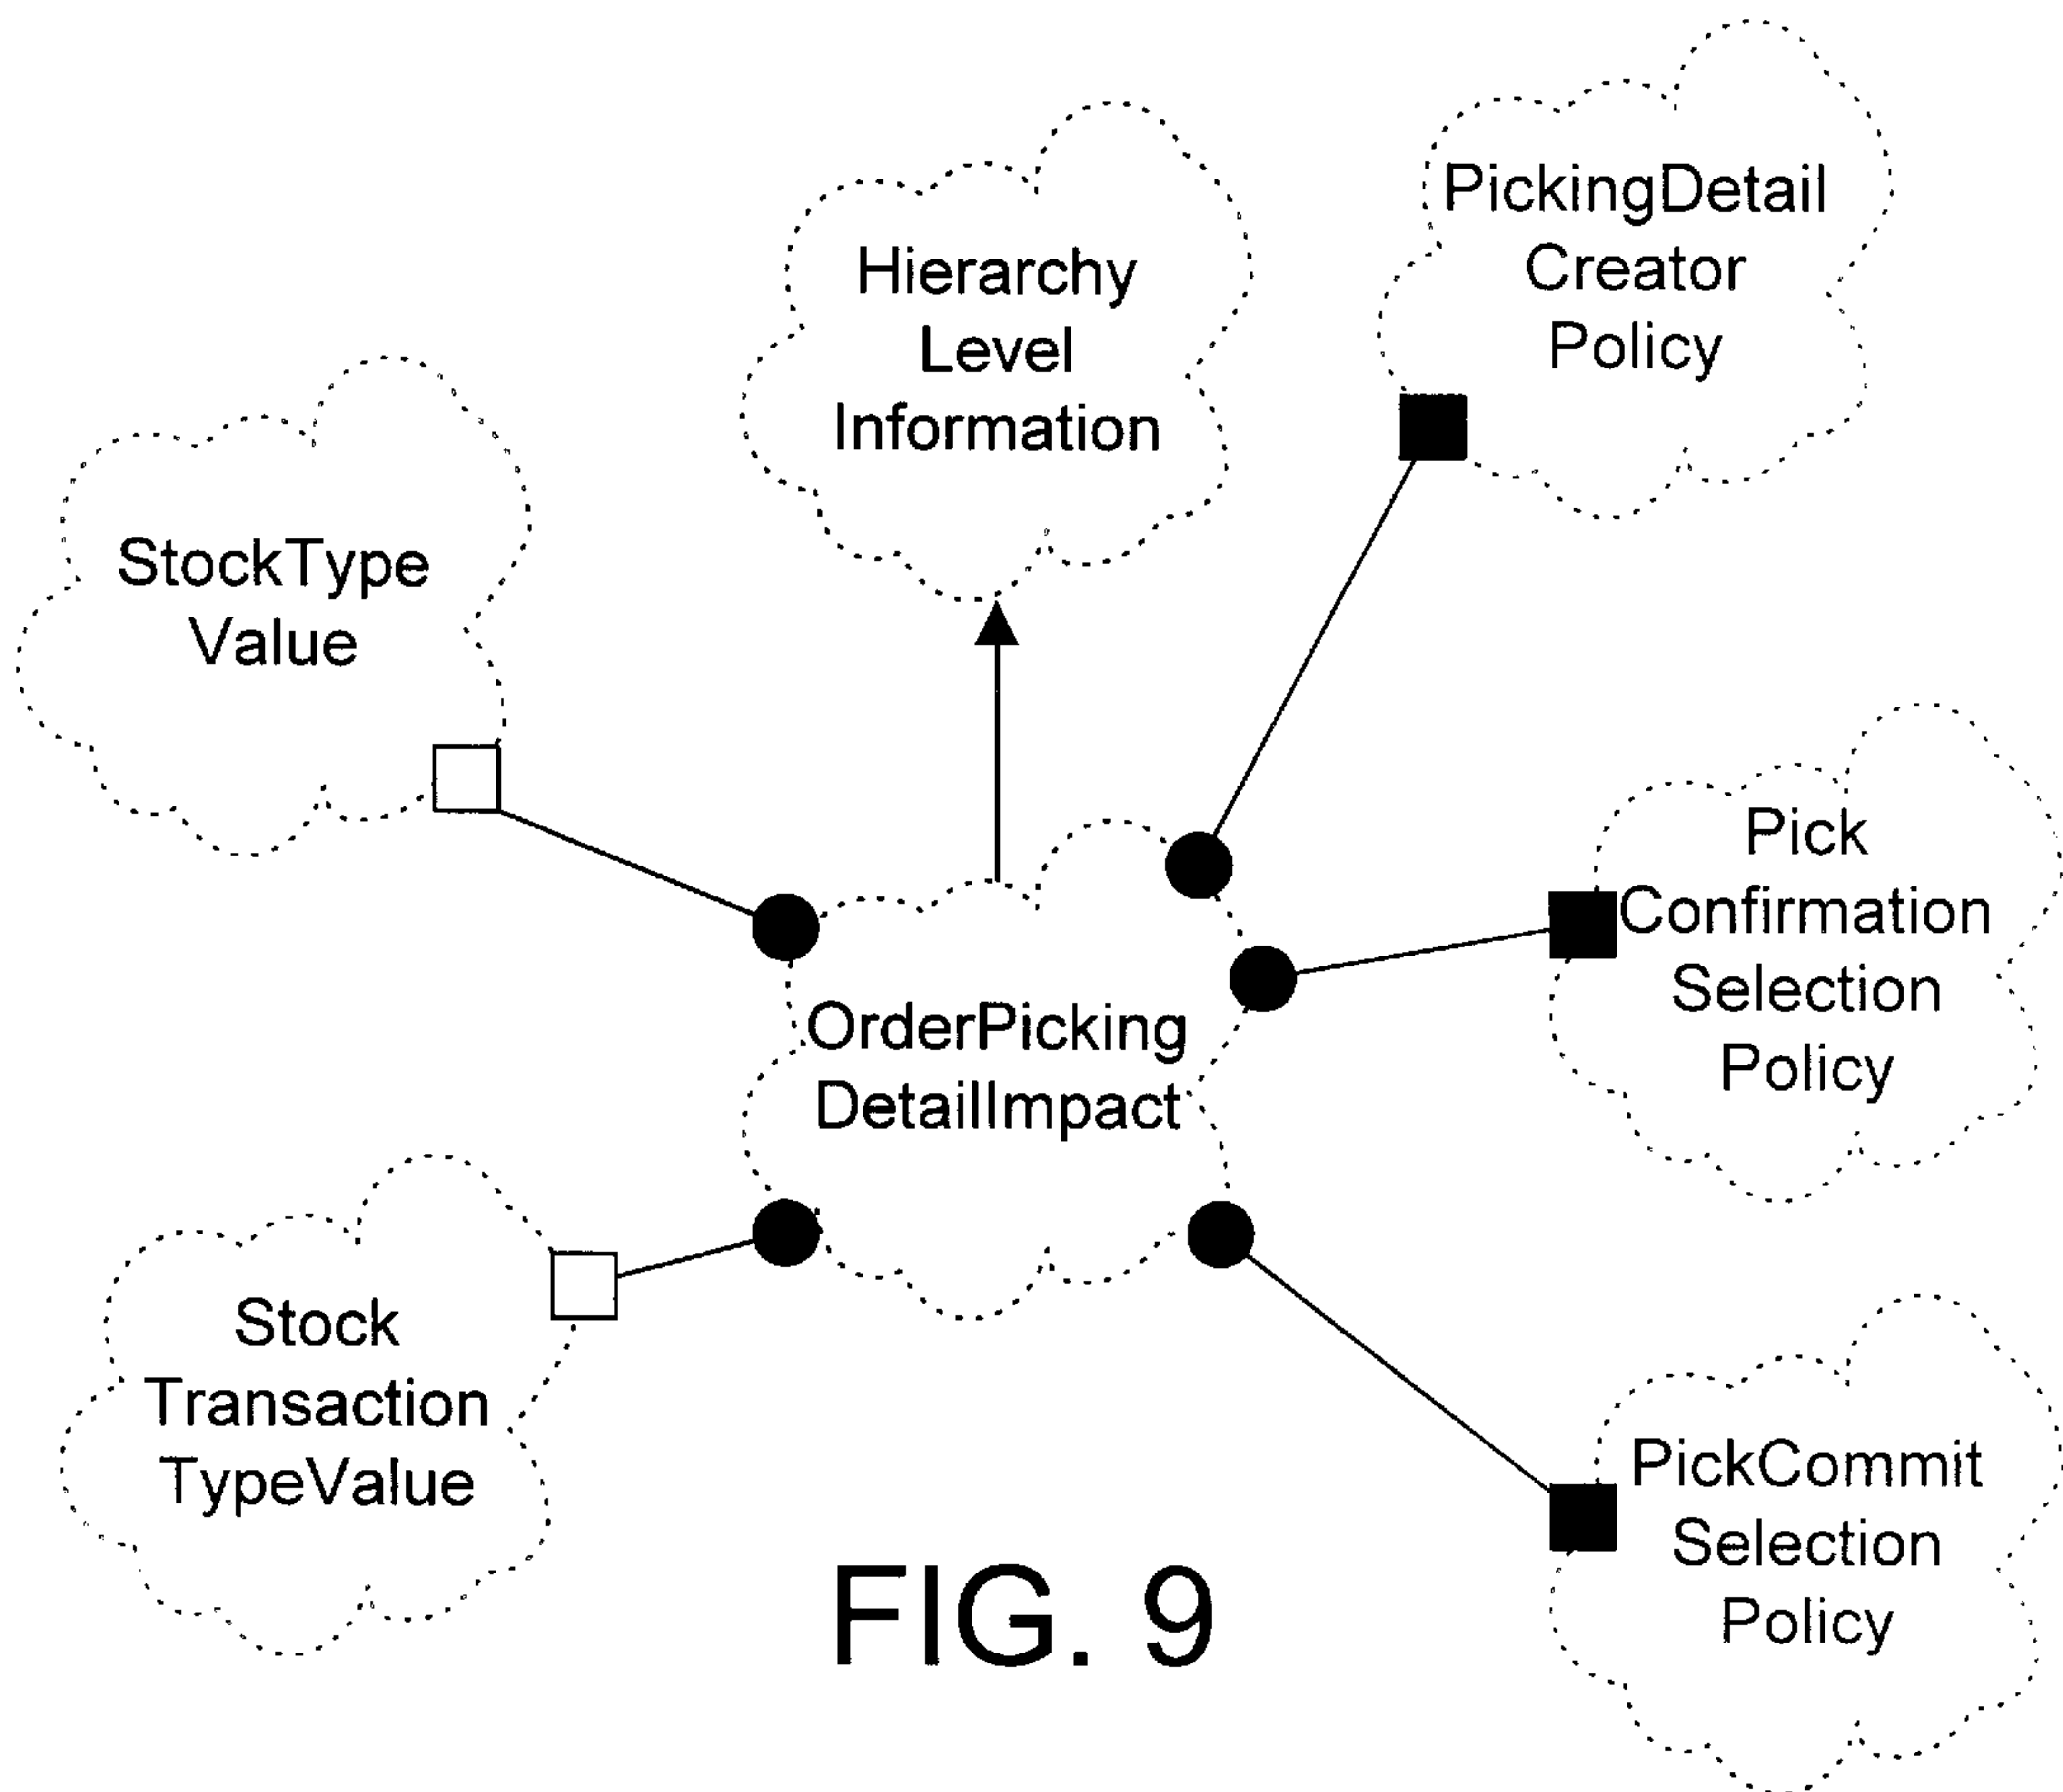 PickingDetail
Creator
Policy
Hierarchy
Level
Information
StockType
Value
Pick
Confirmation
Selection
Policy
OrderPicking
DetailImpact
Stock
Transaction
TypeValue
PickCommit
Selection
Policy
FIG. 9